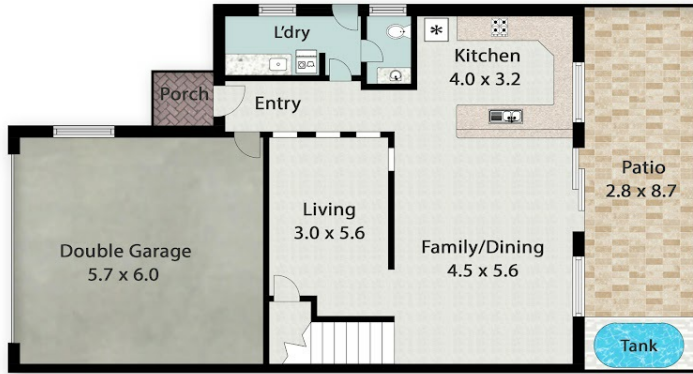 L'dry
Kitchen
4.0 x 3.2
Porch
Entry
Patio
2.8 x 8.7
Living
3.0 x 5.6
Double Garage
5.7 x 6.0
Family/Dining
4.5 x 5.6
Tank